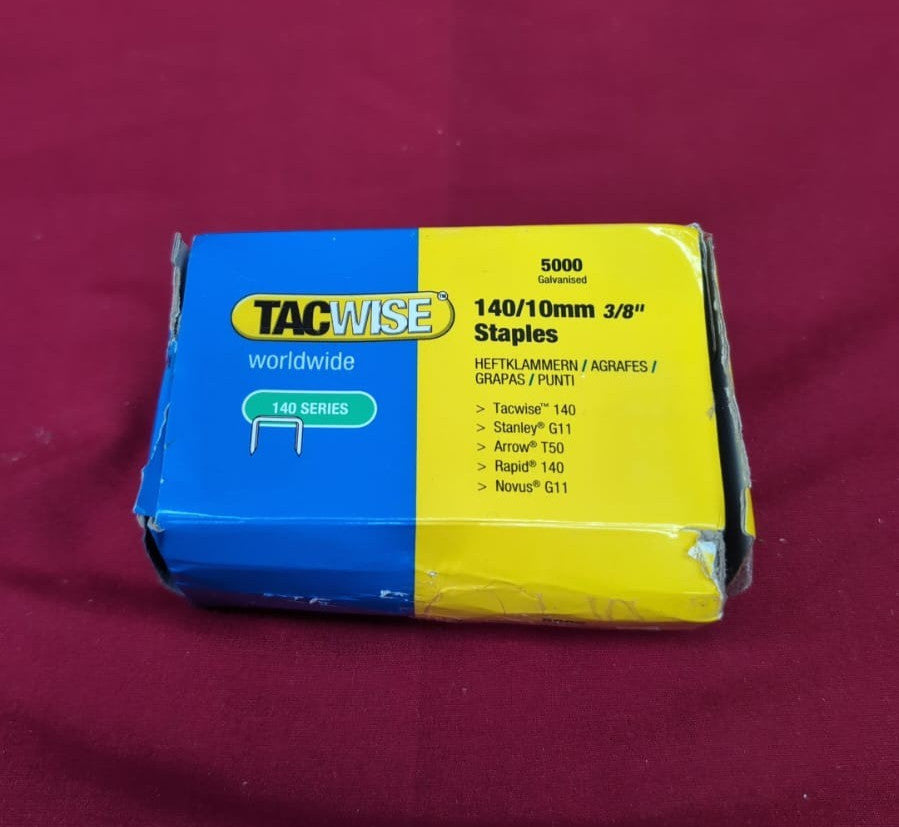 TACWISE™
worldwide
140 SERIES
5000
Galvanised
140/10mm 3/8"
Staples
HEFTKLAMMERN / AGRAFES /
GRAPAS / PUNTI
> Tacwise™ 140
> Stanley® G11
> Arrow® T50
> Rapid® 140
> Novus® G11